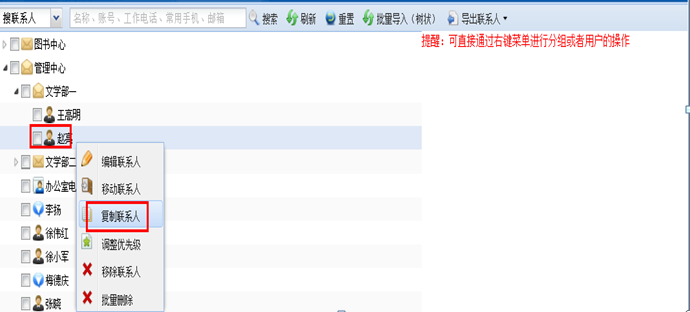 搜联系人 名称、账号、工作电话、常用手机、邮箱 搜索 刷新 重置 批量导入（树状） 导出联系人
提醒：可直接通过右键菜单进行分组或者用户的操作
图书中心
管理中心
文学部一
王高明
赵亮
编辑联系人
文学部二
移动联系人
办公室电
复制联系人
李扬
徐伟红
调整优先级
徐小军
移除联系人
梅德庆
批量删除
张晓